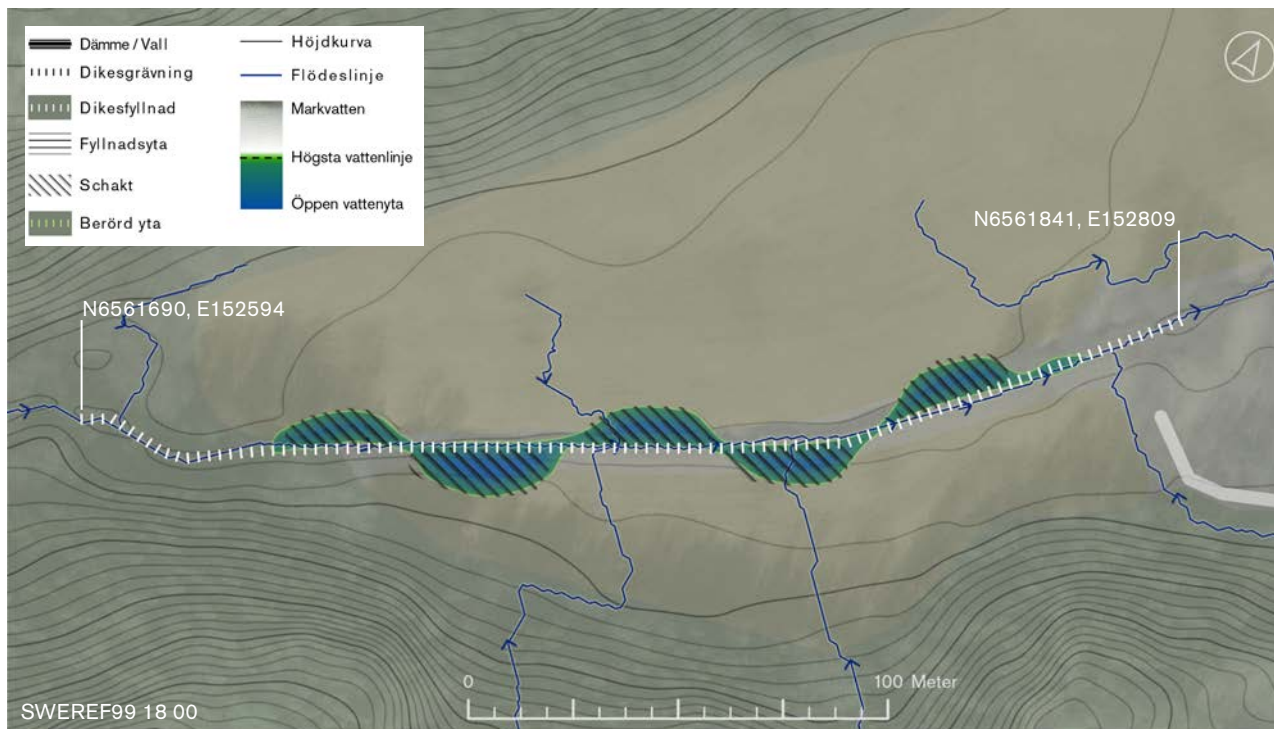 Dämme / Vall
Dikesgrävning
Dikesfyllnad
Fyllnadsyta
Schakt
Berörd yta
Höjdkurva
Flödeslinje
Markvatten
Högsta vattenlinje
Öppen vattenyta
N6561841, E152809
N6561690, E152594
0
100 Meter
SWEREF99 18 00